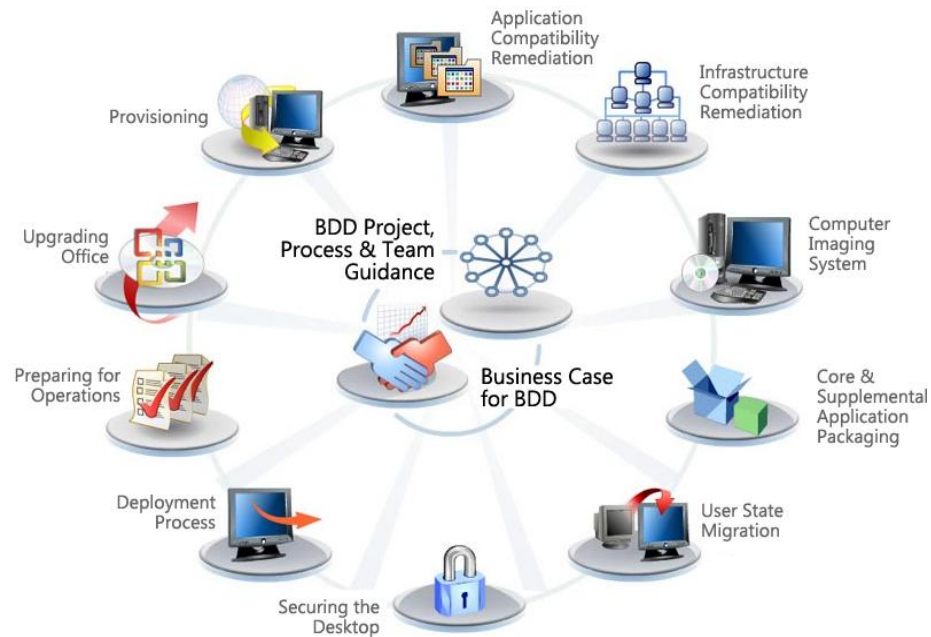 Application
Compatibility
Remediation
Infrastructure
Compatibility
Remediation
Provisioning
BDD Project,
Process & Team
Guidance
Upgrading
Office
Computer
Imaging
System
Preparing for
Operations
Business Case
for BDD
Core &
Supplemental
Application
Packaging
Deployment
Process
User State
Migration
Securing the
Desktop